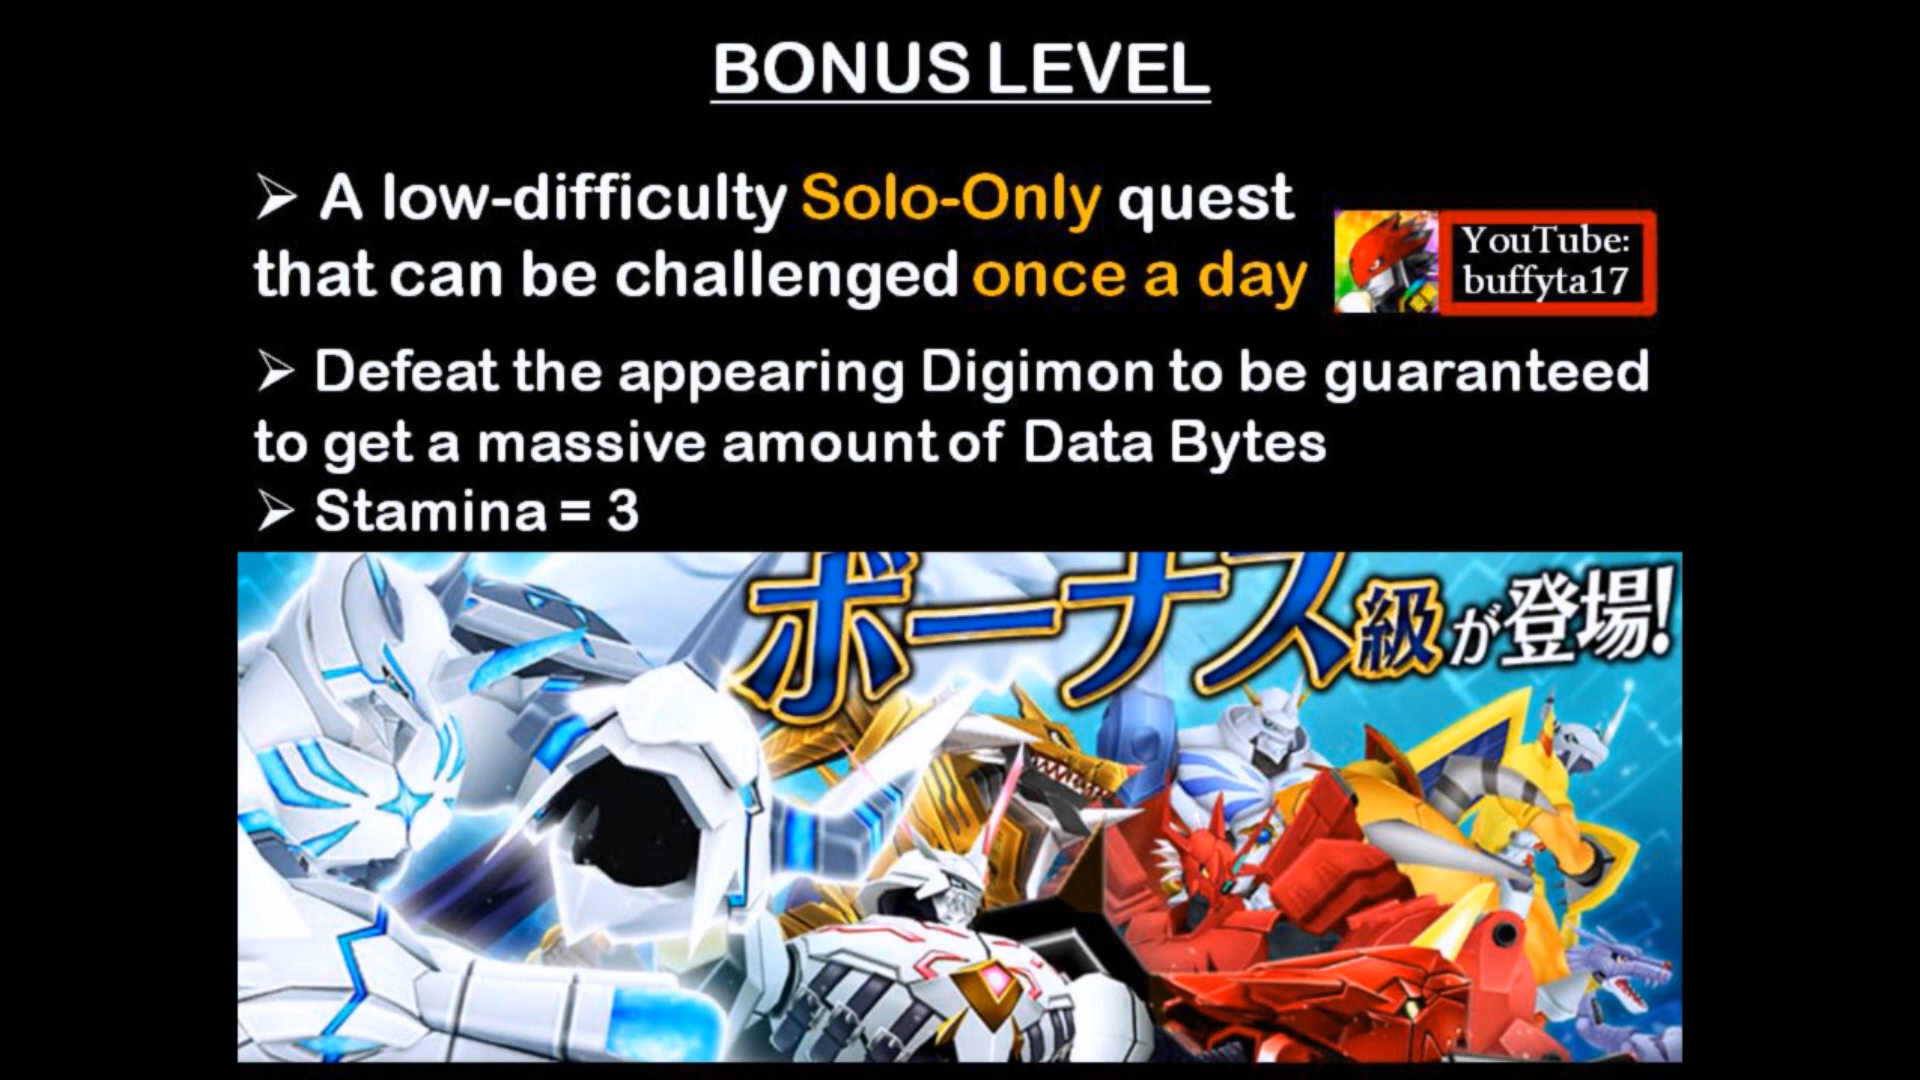 BONUS LEVEL
➢ A low-difficulty Solo-Only quest
that can be challenged once a day
YouTube:
buffyta17
➢ Defeat the appearing Digimon to be guaranteed
to get a massive amount of Data Bytes
➢ Stamina = 3
ボーナス級が登場!